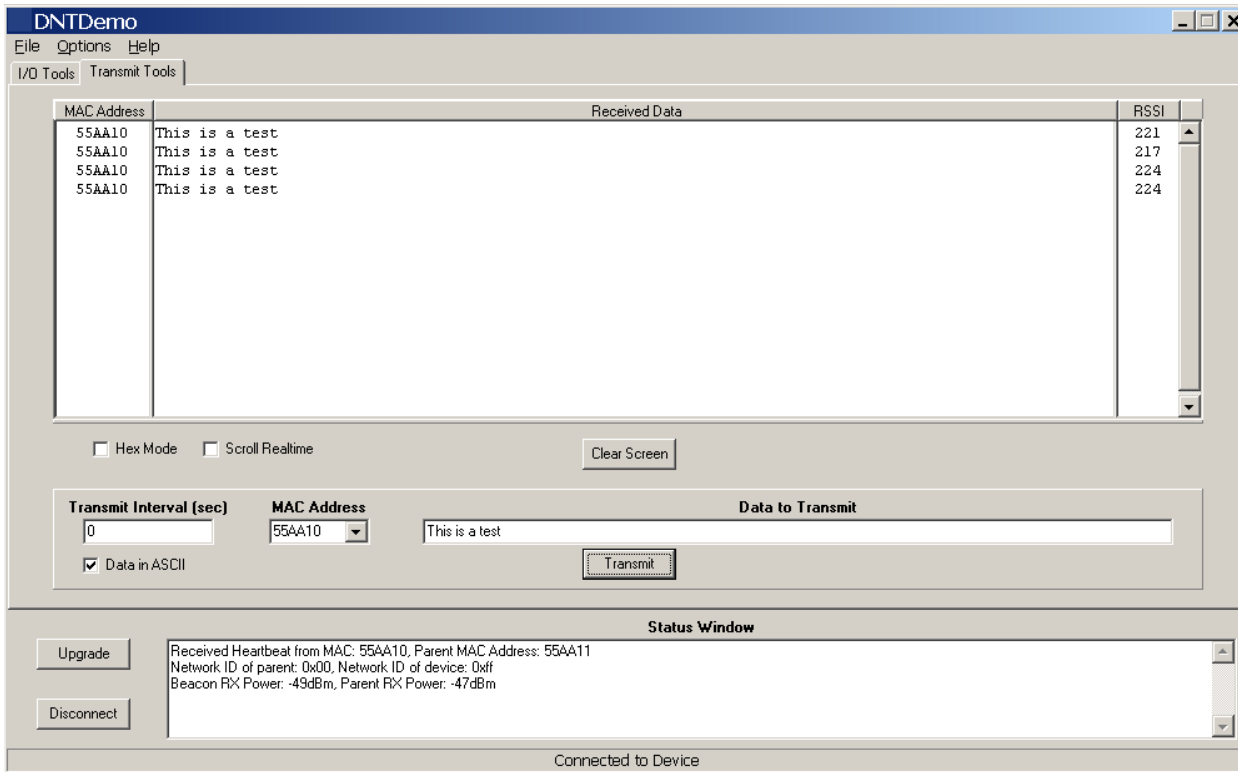 DNTDemo
File Options Help
I/O Tools Transmit Tools
MAC Address Received Data RSSI
55AA10 This is a test 221
55AA10 This is a test 217
55AA10 This is a test 224
55AA10 This is a test 224
Hex Mode Scroll Realtime Clear Screen
Transmit Interval (sec) MAC Address Data to Transmit
0 55AA10 This is a test
Data in ASCII Transmit
Status Window
Upgrade Received Heartbeat from MAC: 55AA10, Parent MAC Address: 55AA11
Network ID of parent: 0x00, Network ID of device: 0xff
Beacon RX Power: -49dBm, Parent RX Power: -47dBm
Disconnect
Connected to Device